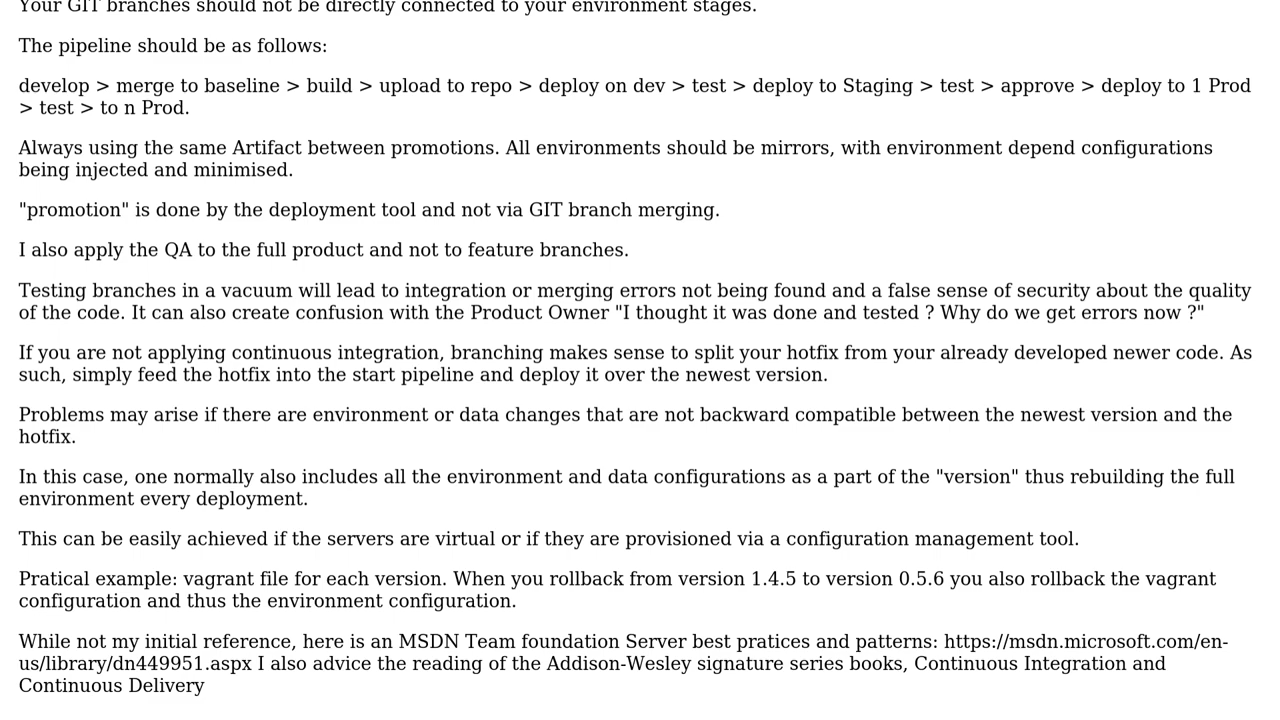 Your GIT branches should not be directly connected to your environment stages.
The pipeline should be as follows:
develop > merge to baseline > build > upload to repo > deploy on dev > test > deploy to Staging > test > approve > deploy to 1 Prod
> test > to n Prod.
Always using the same Artifact between promotions. All environments should be mirrors, with environment depend configurations
being injected and minimised.
"promotion" is done by the deployment tool and not via GIT branch merging.
I also apply the QA to the full product and not to feature branches.
Testing branches in a vacuum will lead to integration or merging errors not being found and a false sense of security about the quality
of the code. It can also create confusion with the Product Owner "I thought it was done and tested ? Why do we get errors now ?"
If you are not applying continuous integration, branching makes sense to split your hotfix from your already developed newer code. As
such, simply feed the hotfix into the start pipeline and deploy it over the newest version.
Problems may arise if there are environment or data changes that are not backward compatible between the newest version and the
hotfix.
In this case, one normally also includes all the environment and data configurations as a part of the "version" thus rebuilding the full
environment every deployment.
This can be easily achieved if the servers are virtual or if they are provisioned via a configuration management tool.
Pratical example: vagrant file for each version. When you rollback from version 1.4.5 to version 0.5.6 you also rollback the vagrant
configuration and thus the environment configuration.
While not my initial reference, here is an MSDN Team foundation Server best pratices and patterns: https://msdn.microsoft.com/en-
us/library/dn449951.aspx I also advice the reading of the Addison-Wesley signature series books, Continuous Integration and
Continuous Delivery